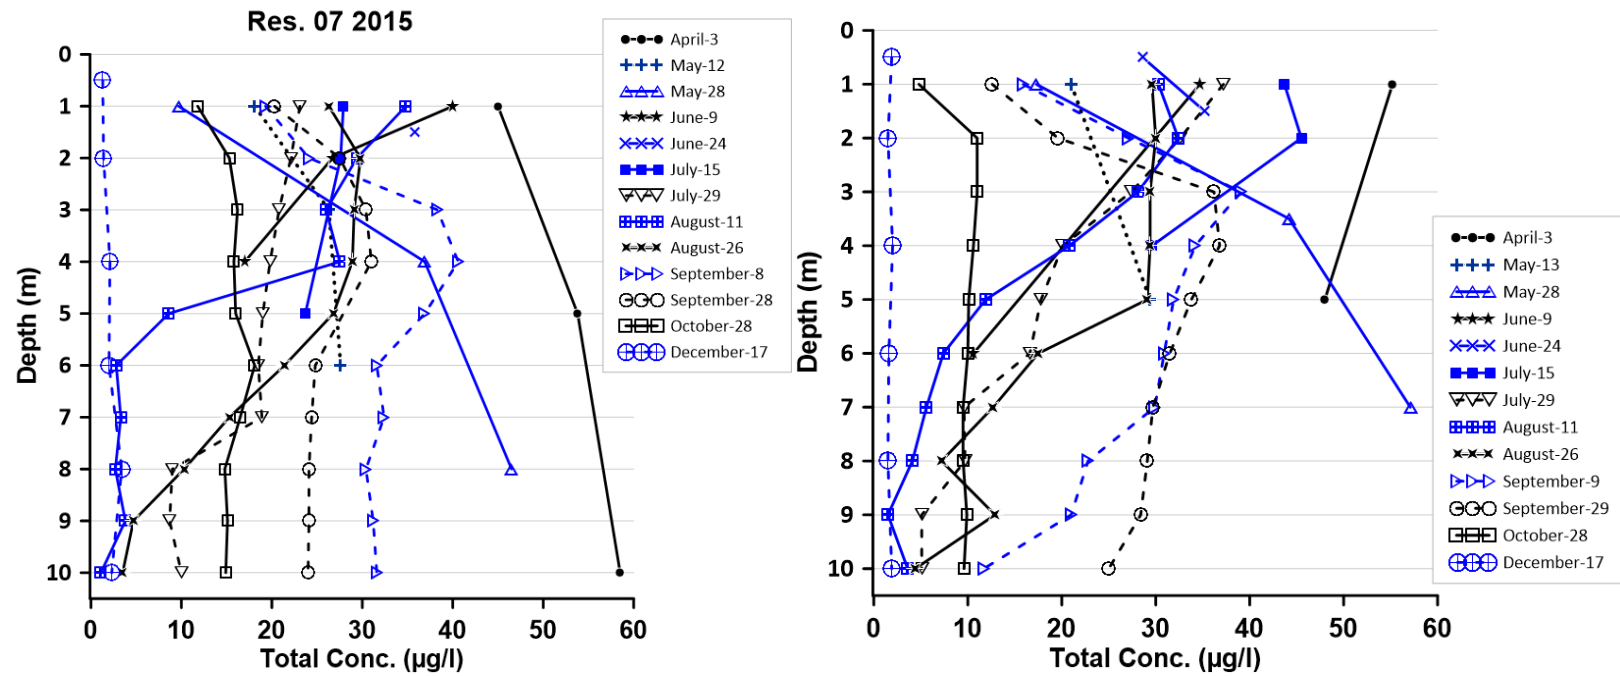 Res. 07 2015
0
1
2
3
4
5
6
7
8
9
10
Depth (m)
0 10 20 30 40 50 60
Total Conc. (µg/l)
April-3
May-12
May-28
June-9
June-24
July-15
July-29
August-11
August-26
September-8
September-28
October-28
December-17
0
1
2
3
4
5
6
7
8
9
10
Depth (m)
0 10 20 30 40 50 60
Total Conc. (µg/l)
April-3
May-13
May-28
June-9
June-24
July-15
July-29
August-11
August-26
September-9
September-29
October-28
December-17